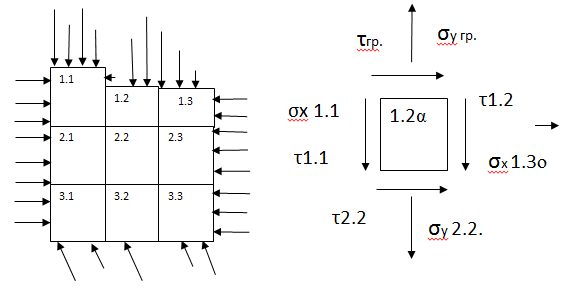 1.1
1.2
1.3
2.1
2.2
2.3
3.1
3.2
3.3
τгр.
σy гр.
σx 1.1
1.2α
τ1.2
τ1.1
σx 1.3о
τ2.2
σy 2.2.